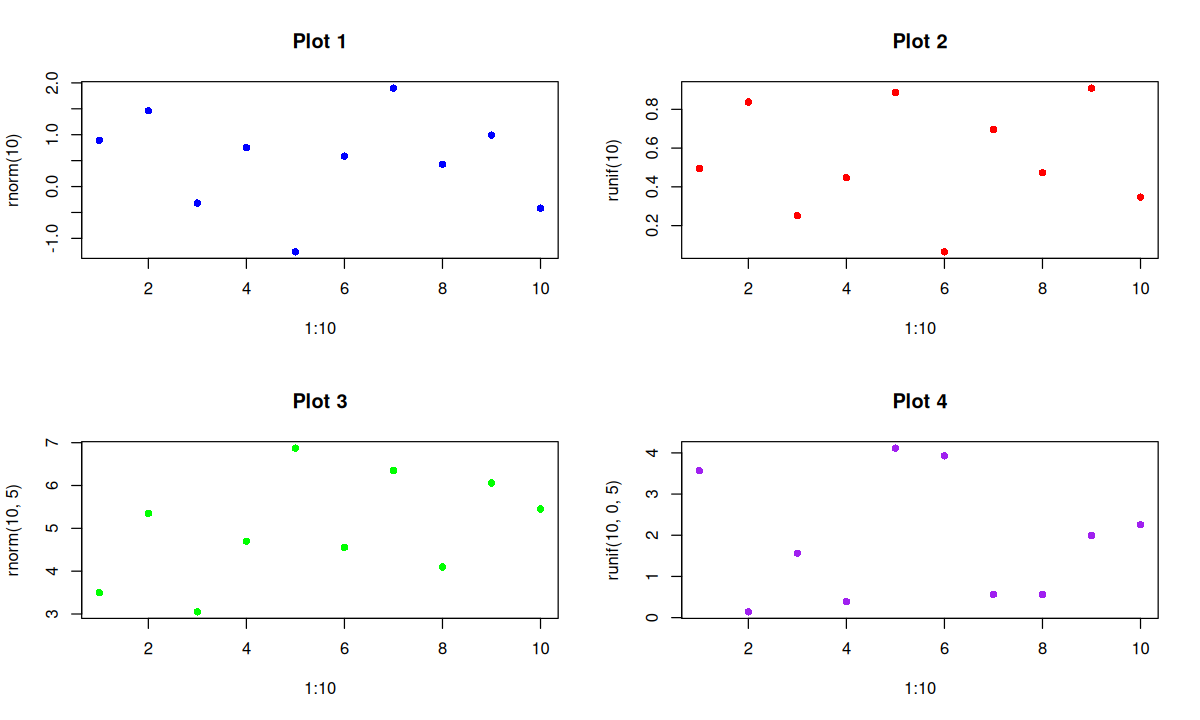 Plot 1
rnorm(10)
2.0
1.0
0.0
-1.0
2 4 6 8 10
1:10
Plot 2
runif(10)
0.8
0.6
0.4
0.2
2 4 6 8 10
1:10
Plot 3
rnorm(10, 5)
7
6
5
4
3
2 4 6 8 10
1:10
Plot 4
runif(10, 0, 5)
4
3
2
1
0
2 4 6 8 10
1:10